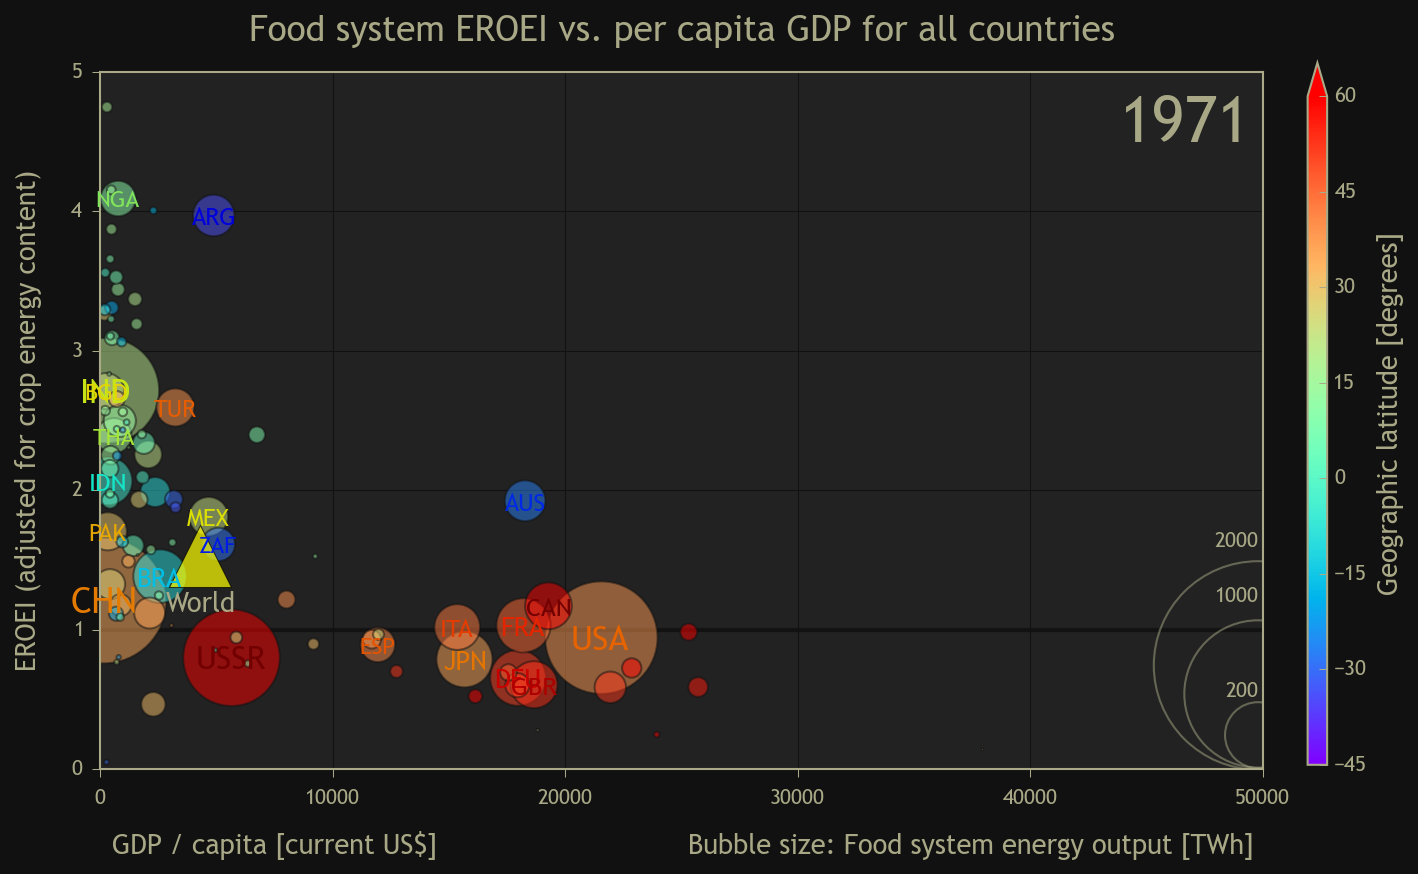 Food system EROEI vs. per capita GDP for all countries
1971
EROEI (adjusted for crop energy content)
5
4
3
2
1
0
0
10000
20000
30000
40000
50000
GDP / capita [current US$]
Bubble size: Food system energy output [TWh]
NGA
ARG
IND
BGD
TUR
THA
IDN
AUS
MEX
PAK
ZAF
BRA
CHN
World
USSR
ESP
ITA
JPN
FRA
CAN
USA
DEU
GBR
2000
1000
200
60
45
30
15
0
−15
−30
−45
Geographic latitude [degrees]